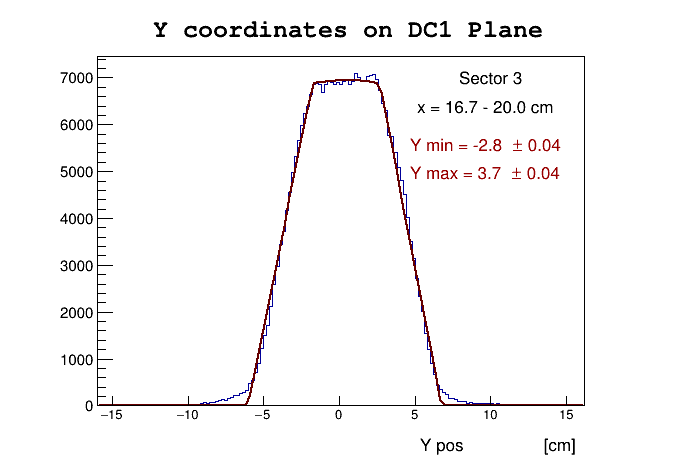 Y coordinates on DC1 Plane
Sector 3
x = 16.7 - 20.0 cm
Y min = -2.8 ± 0.04
Y max = 3.7 ± 0.04
7000
6000
5000
4000
3000
2000
1000
0
−15 −10 −5 0 5 10 15
Y pos [cm]